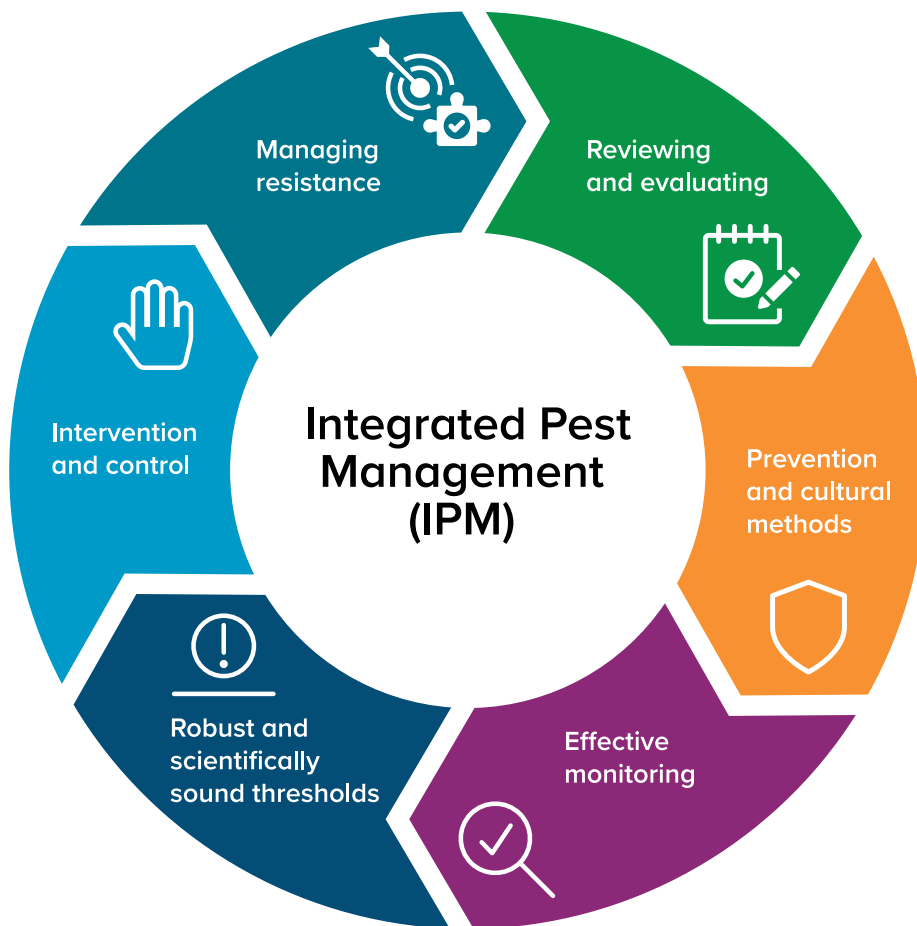 Managing
resistance
Reviewing
and evaluating
Intervention
and control
Integrated Pest
Management
(IPM)
Prevention
and cultural
methods
Robust and
scientifically
sound thresholds
Effective
monitoring